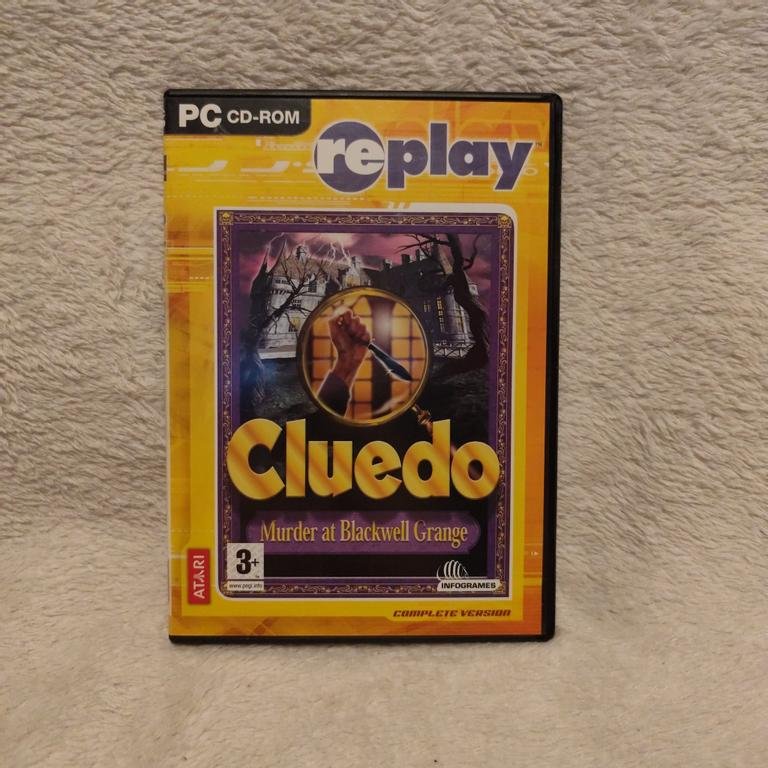 PC CD-ROM
replay
Cluedo
Murder at Blackwell Grange
ATARI
3+
www.pegi.info
INFOGRAMES
COMPLETE VERSION